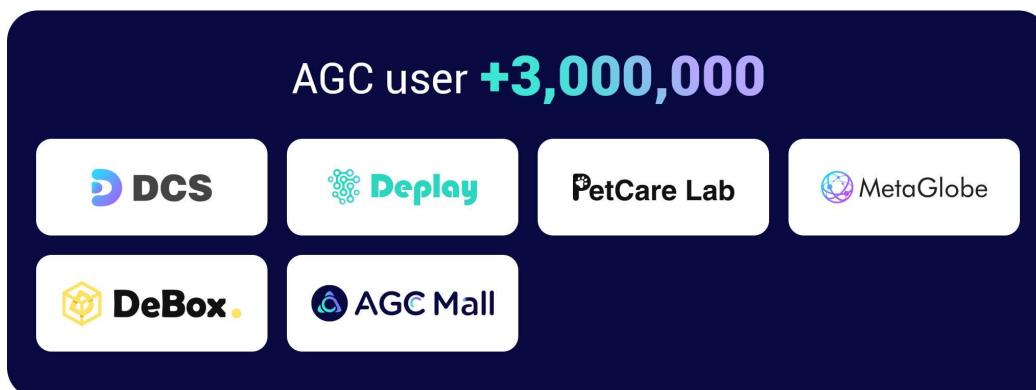 AGC user +3,000,000
DCS
Deplay
PetCare Lab
MetaGlobe
DeBox.
AGC Mall